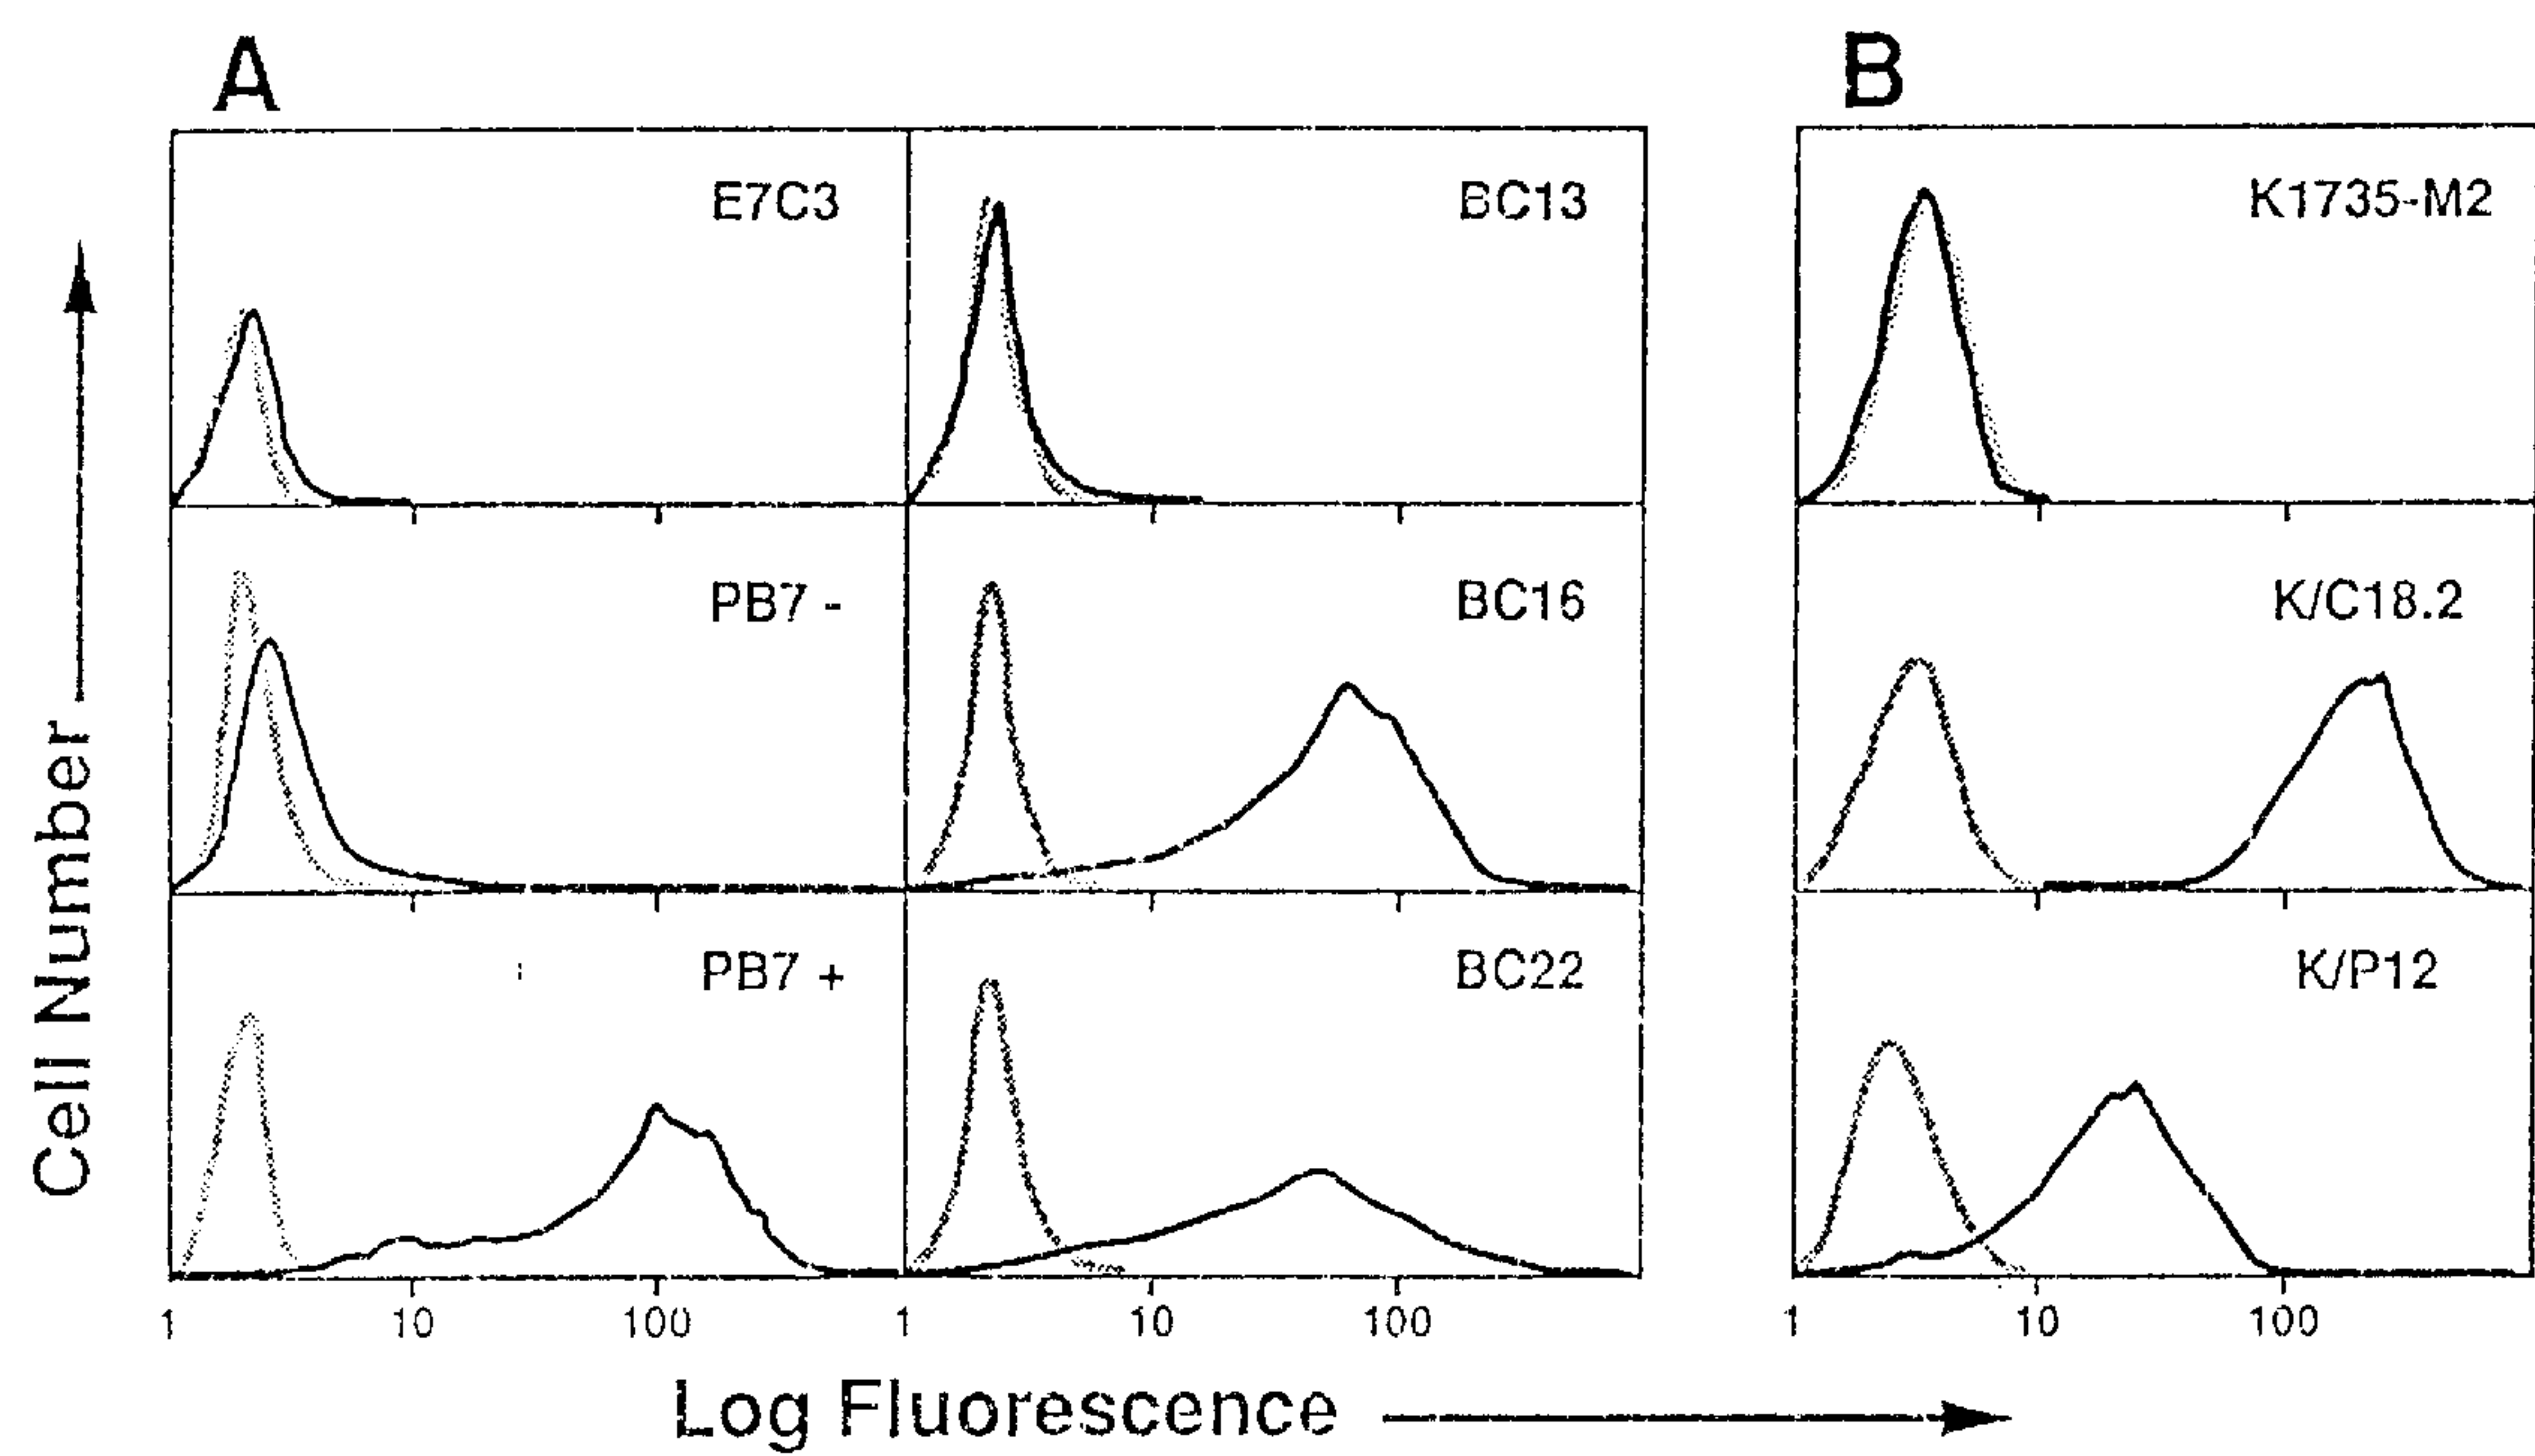 A
B
E7C3
BC13
K1735-M2
PB7 -
BC16
K/C18.2
PB7 +
BC22
K/P12
Cell Number
1 10 100 1 10 100 1 10 100
Log Fluorescence